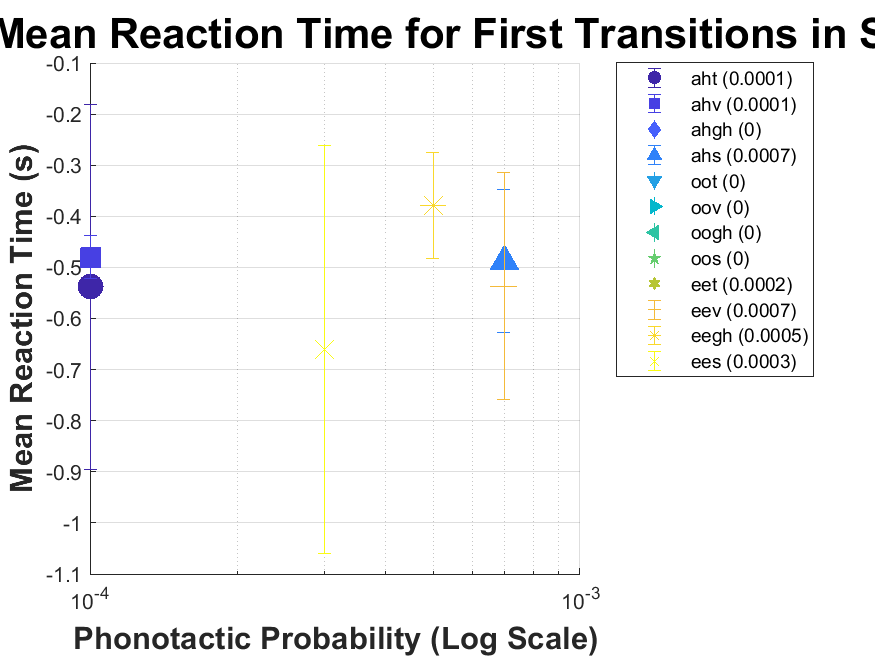 Mean Reaction Time for First Transitions in S
-0.1
-0.2
-0.3
-0.4
-0.5
-0.6
-0.7
-0.8
-0.9
-1
-1.1
Mean Reaction Time (s)
10-4
10-3
Phonotactic Probability (Log Scale)
aht (0.0001)
ahv (0.0001)
ahgh (0)
ahs (0.0007)
oot (0)
oov (0)
oogh (0)
oos (0)
eet (0.0002)
eev (0.0007)
eegh (0.0005)
ees (0.0003)